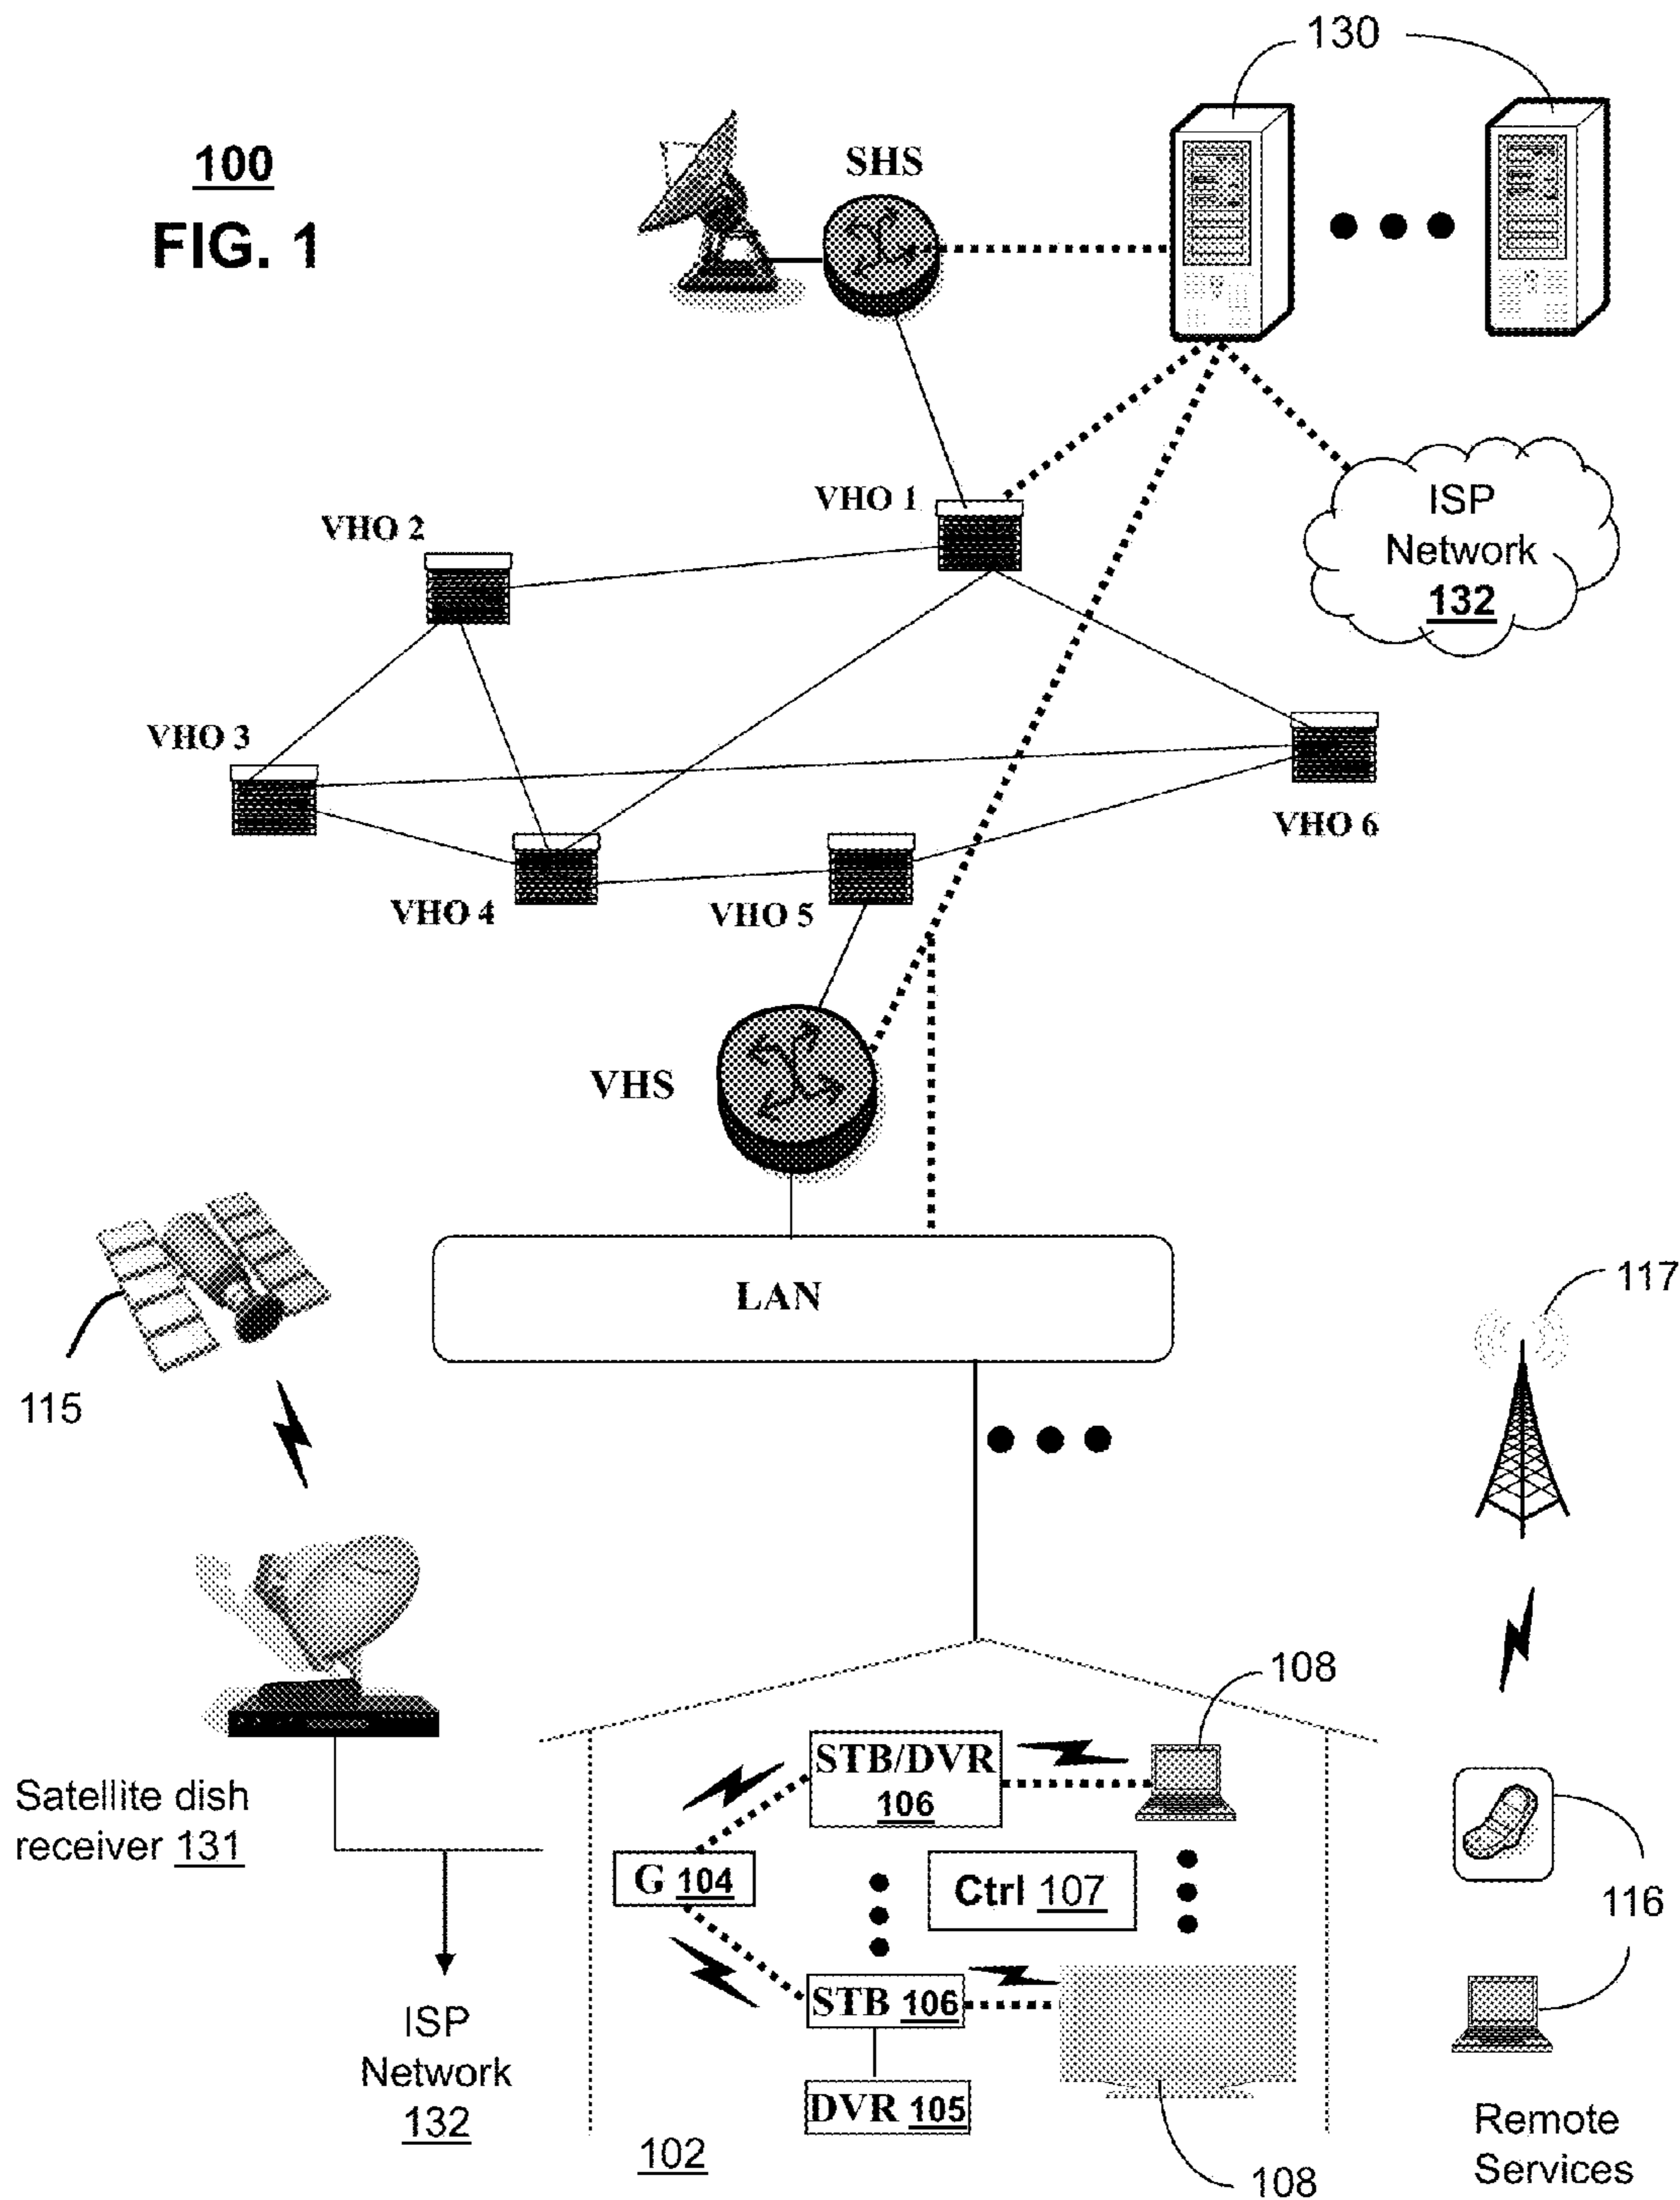 130
100
FIG. 1
SHS
VHO 1
ISP
Network
132
VHO 2
VHO 3
VHO 6
VHO 4
VHO 5
VHS
LAN
117
115
108
STB/DVR
106
Satellite dish
receiver 131
G 104
Ctrl 107
116
STB 106
ISP
Network
132
DVR 105
102
108
Remote
Services